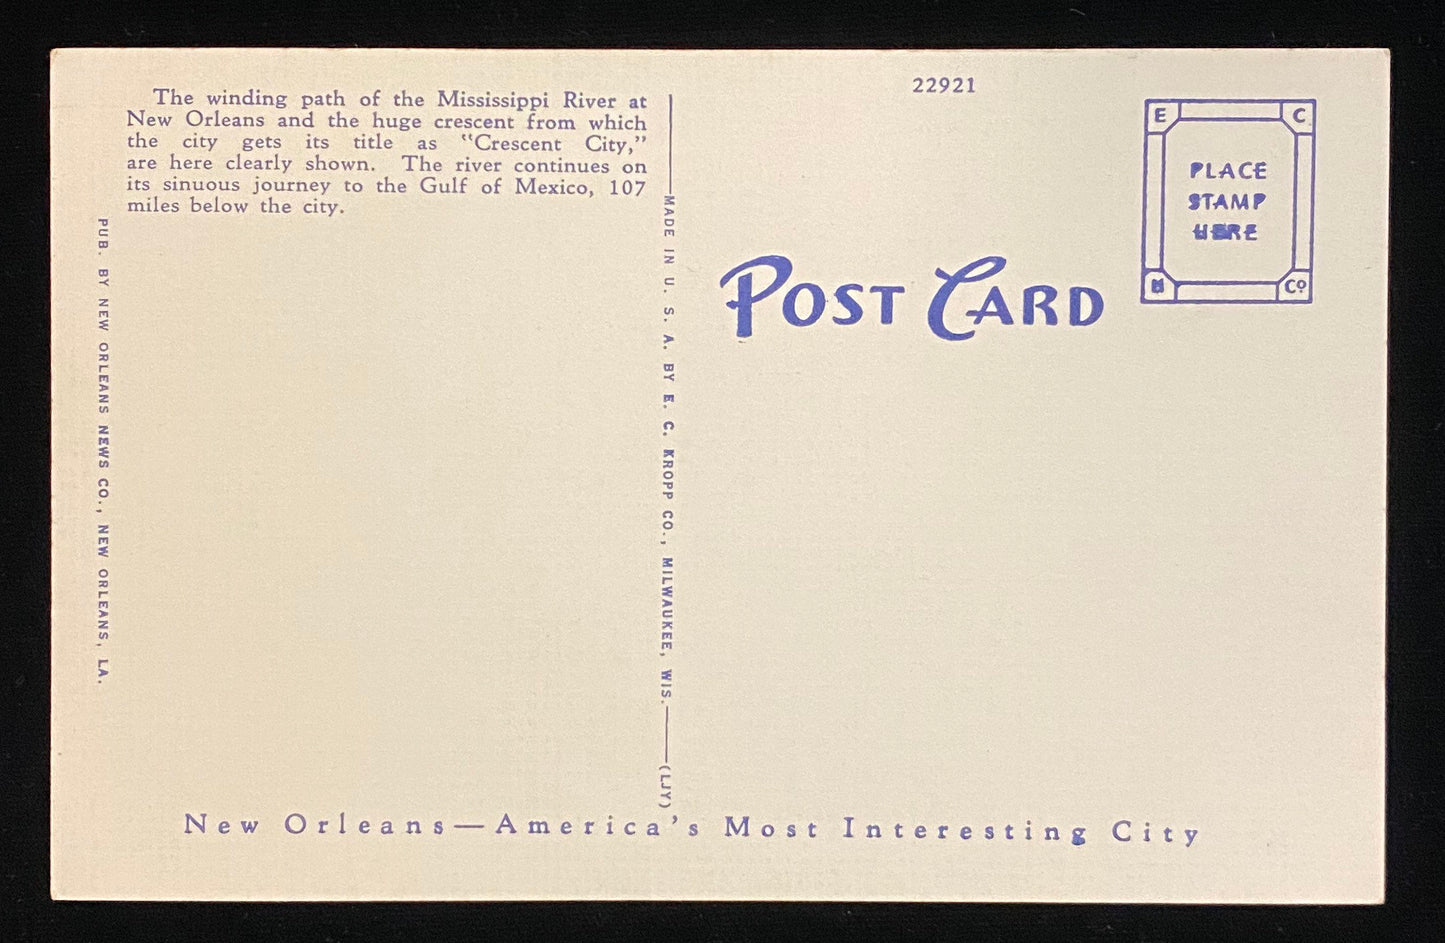 The winding path of the Mississippi River at
New Orleans and the huge crescent from which
the city gets its title as "Crescent City,"
are here clearly shown. The river continues on
its sinuous journey to the Gulf of Mexico, 107
miles below the city.
PUB. BY NEW ORLEANS NEWS CO., NEW ORLEANS, LA.
MADE IN U. S. A. BY E. C. KROPP CO., MILWAUKEE, WIS.
(LJY)
22921
E C
PLACE
STAMP
HERE
K Cº
POST CARD
New Orleans—America's Most Interesting City